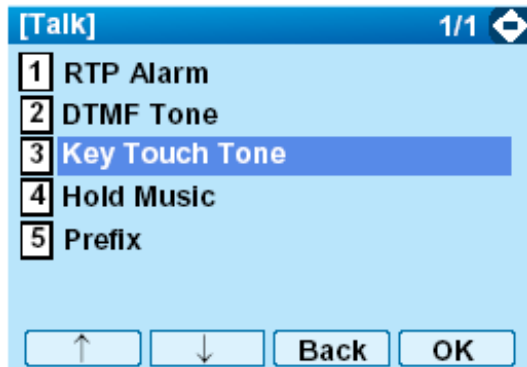 [Talk] 1/1
1 RTP Alarm
2 DTMF Tone
3 Key Touch Tone
4 Hold Music
5 Prefix
↑ ↓ Back OK